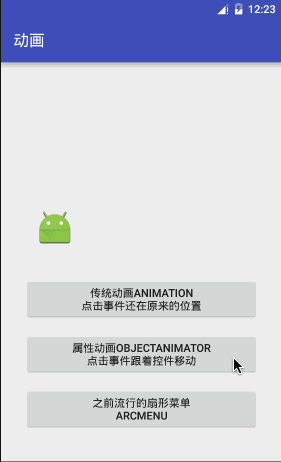 12:23
动画
传统动画ANIMATION
点击事件还在原来的位置
属性动画OBJECTANIMATOR
点击事件跟着控件移动
之前流行的扇形菜单
ARCMENU